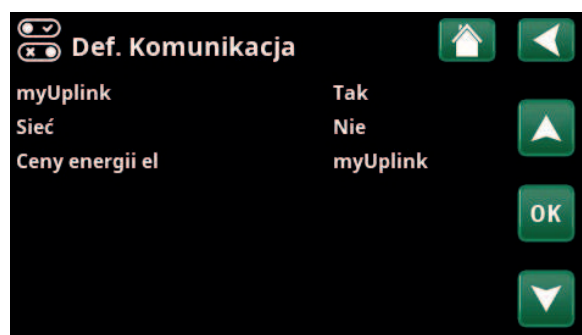 Def. Komunikacja
myUplink Tak
Sieć Nie
Ceny energii el myUplink
OK